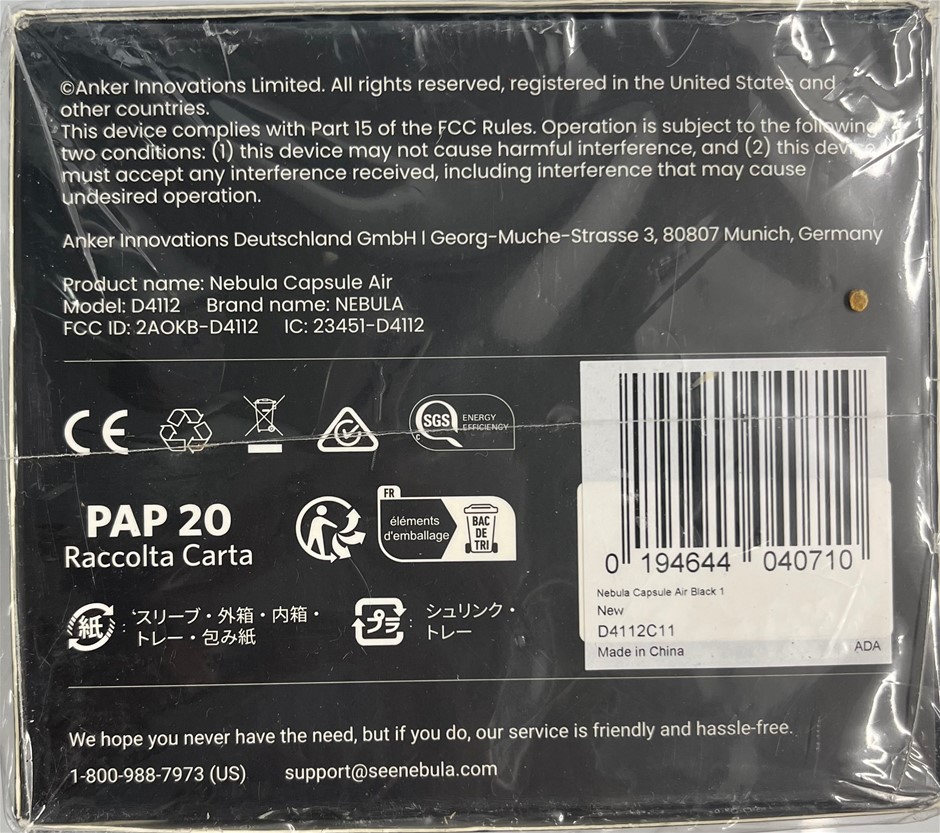 ©Anker Innovations Limited. All rights reserved, registered in the United States and
other countries.
This device complies with Part 15 of the FCC Rules. Operation is subject to the following
two conditions: (1) this device may not cause harmful interference, and (2) this device
must accept any interference received, including interference that may cause
undesired operation.
Anker Innovations Deutschland GmbH I Georg-Muche-Strasse 3, 80807 Munich, Germany
Product name: Nebula Capsule Air
Model: D4112 Brand name: NEBULA
FCC ID: 2AOKB-D4112 IC: 23451-D4112
CE
SGS
C
ENERGY
EFFICIENCY
PAP 20
Raccolta Carta
FR
éléments
d'emballage
BAC
DE
TRI
紙 : スリーブ・外箱・内箱・
トレー・包み紙
プラ : シュリンク・
トレー
0 194644 040710
Nebula Capsule Air Black 1
New
D4112C11
Made in China
ADA
We hope you never have the need, but if you do, our service is friendly and hassle-free.
1-800-988-7973 (US) support@seenebula.com